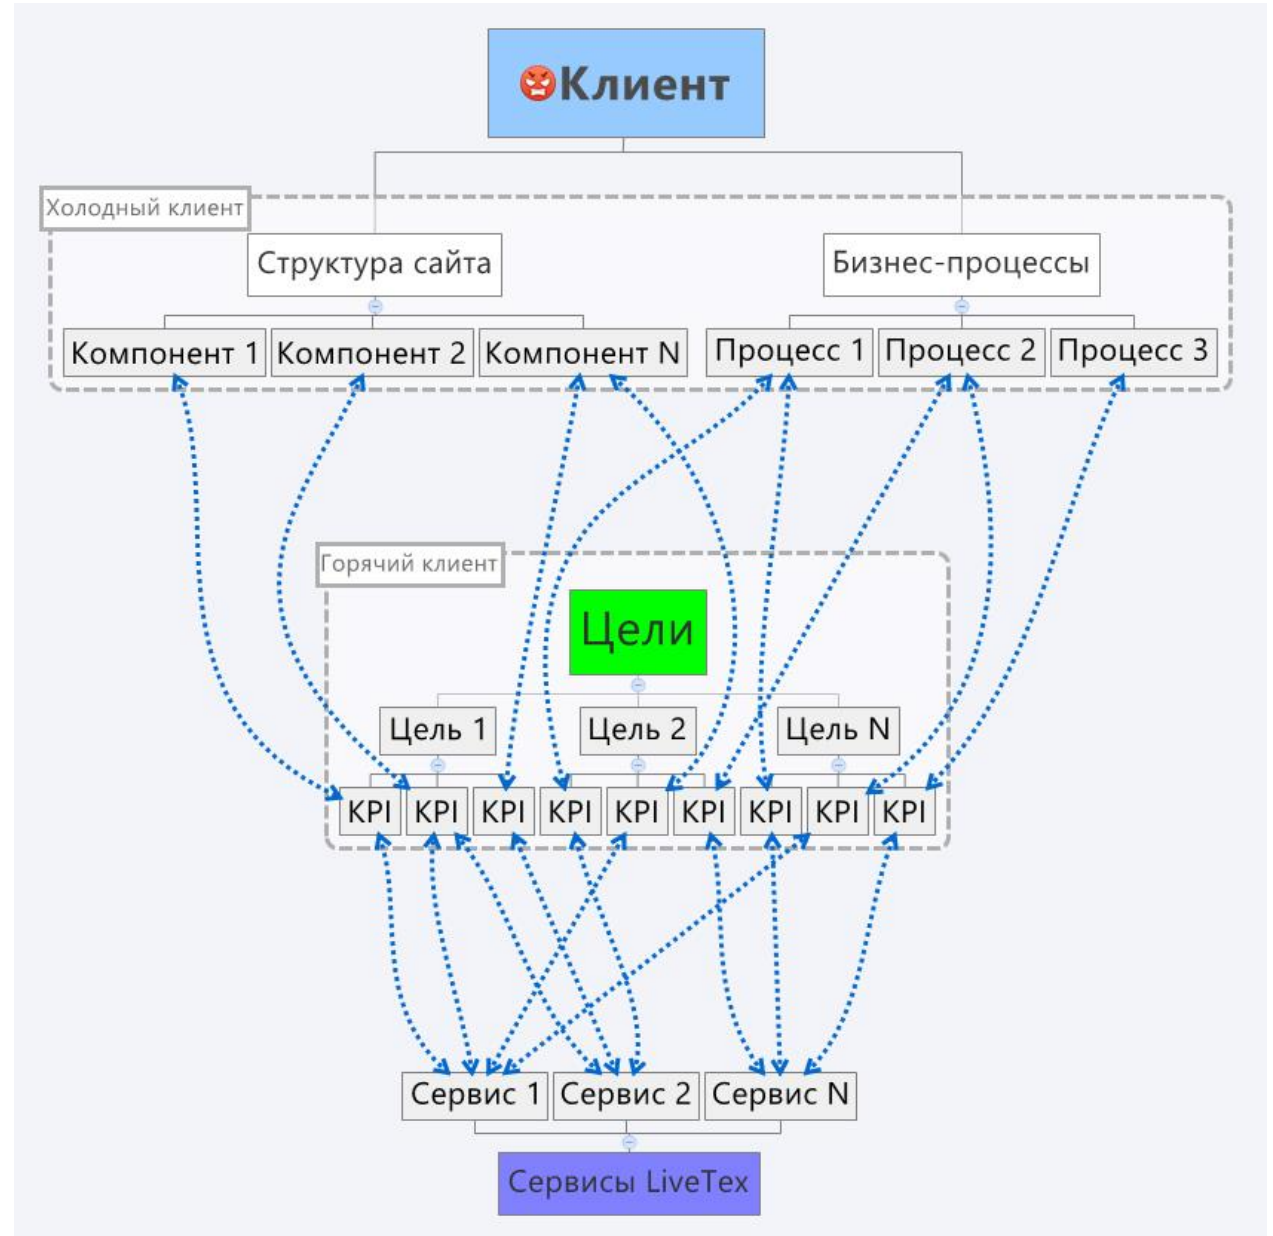 Клиент
Холодный клиент
Структура сайта
Бизнес-процессы
Компонент 1
Компонент 2
Компонент N
Процесс 1
Процесс 2
Процесс 3
Горячий клиент
Цели
Цель 1
Цель 2
Цель N
KPI
KPI
KPI
KPI
KPI
KPI
KPI
KPI
KPI
Сервис 1
Сервис 2
Сервис N
Сервисы LiveTex